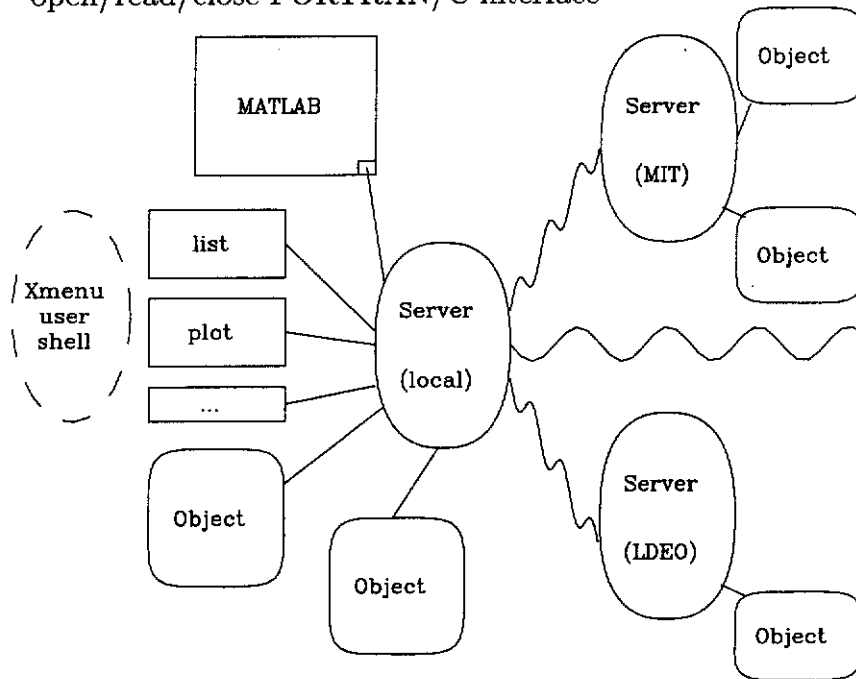 open/read/close FORTRAN/C interface
MATLAB
Object
Server
(MIT)
Object
list
Xmenu
user
shell
plot
...
Server
(local)
Object
Object
Server
(LDEO)
Object